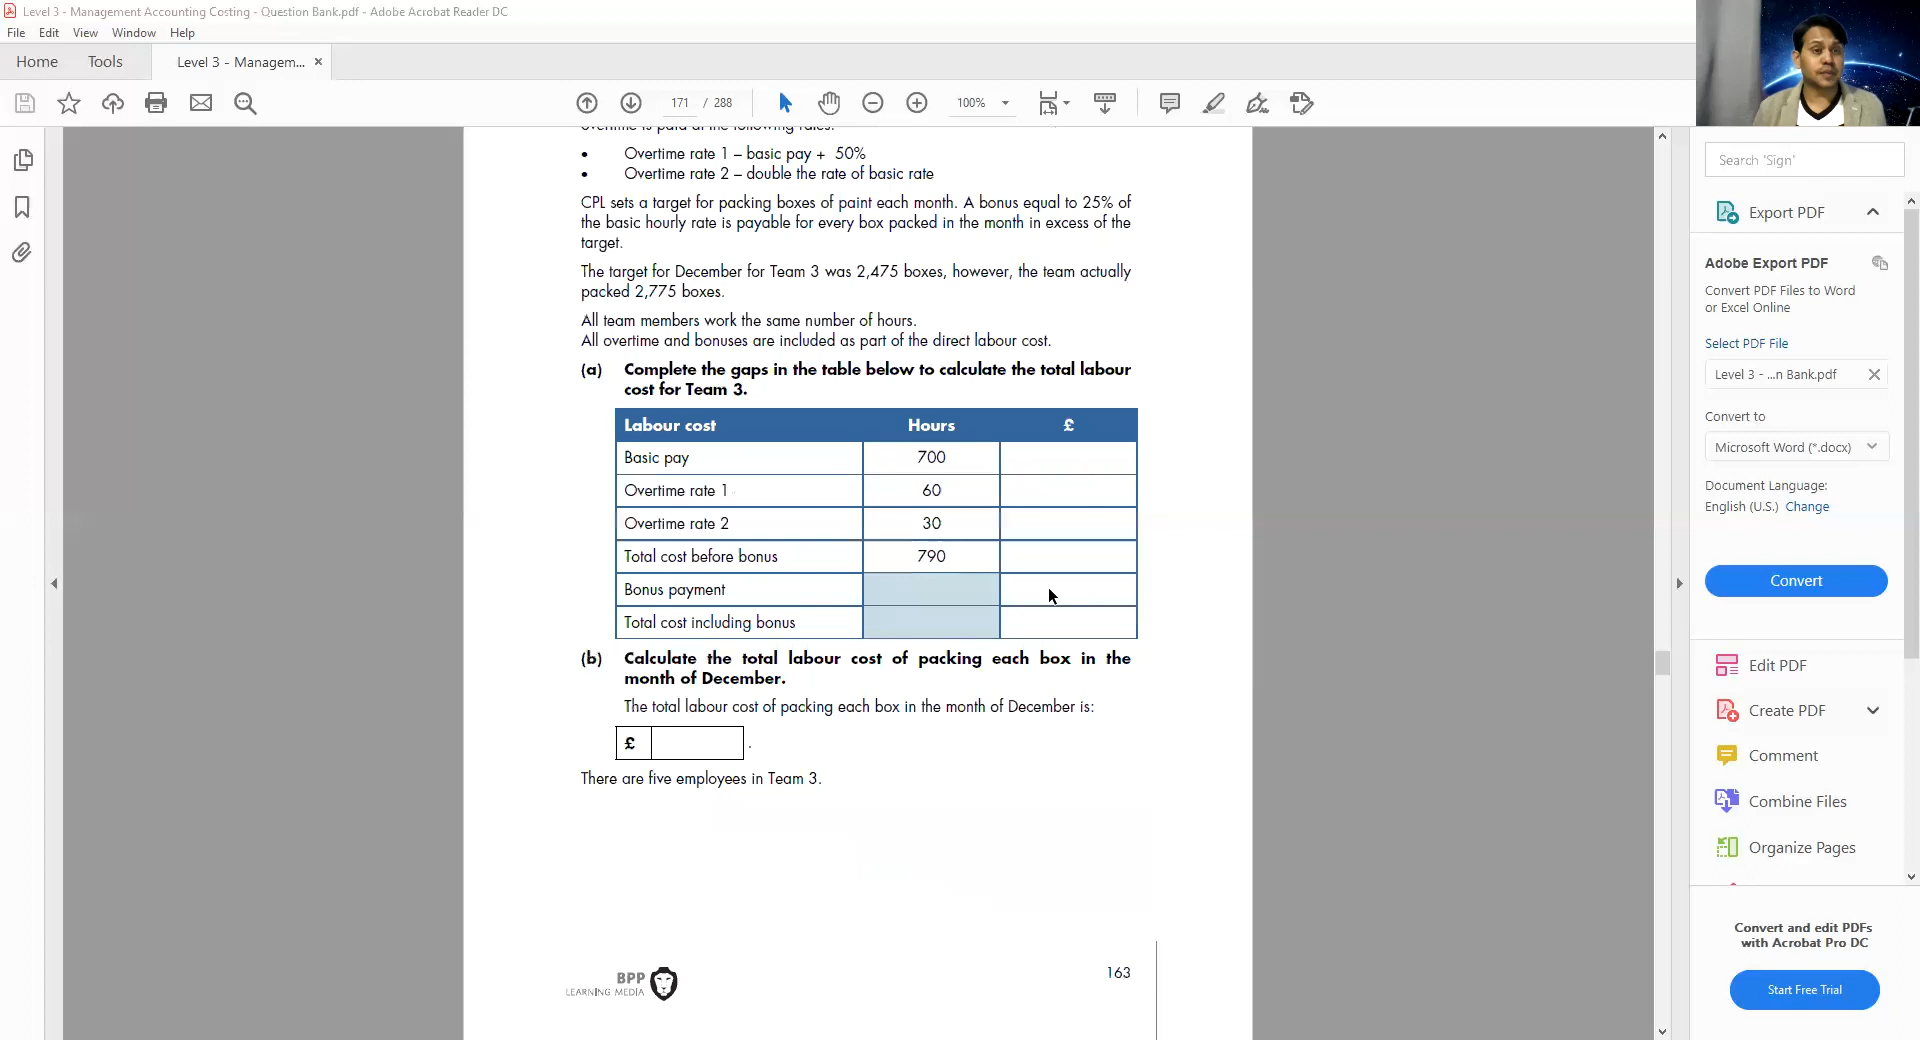 Level 3 - Management Accounting Costing - Question Bank.pdf - Adobe Acrobat Reader DC
File Edit View Window Help
Home Tools Level 3 - Managem... ×
171 / 288 100%
Overtime is paid at the following rates:
• Overtime rate 1 – basic pay + 50%
• Overtime rate 2 – double the rate of basic rate
CPL sets a target for packing boxes of paint each month. A bonus equal to 25% of
the basic hourly rate is payable for every box packed in the month in excess of the
target.
The target for December for Team 3 was 2,475 boxes, however, the team actually
packed 2,775 boxes.
All team members work the same number of hours.
All overtime and bonuses are included as part of the direct labour cost.
(a) Complete the gaps in the table below to calculate the total labour
cost for Team 3.
Labour cost Hours £
Basic pay 700
Overtime rate 1 60
Overtime rate 2 30
Total cost before bonus 790
Bonus payment
Total cost including bonus
(b) Calculate the total labour cost of packing each box in the
month of December.
The total labour cost of packing each box in the month of December is:
£ .
There are five employees in Team 3.
BPP
LEARNING MEDIA
163
Search 'Sign'
Export PDF
Adobe Export PDF
Convert PDF Files to Word
or Excel Online
Select PDF File
Level 3 - ...n Bank.pdf
Convert to
Microsoft Word (*.docx)
Document Language:
English (U.S.) Change
Convert
Edit PDF
Create PDF
Comment
Combine Files
Organize Pages
Convert and edit PDFs
with Acrobat Pro DC
Start Free Trial